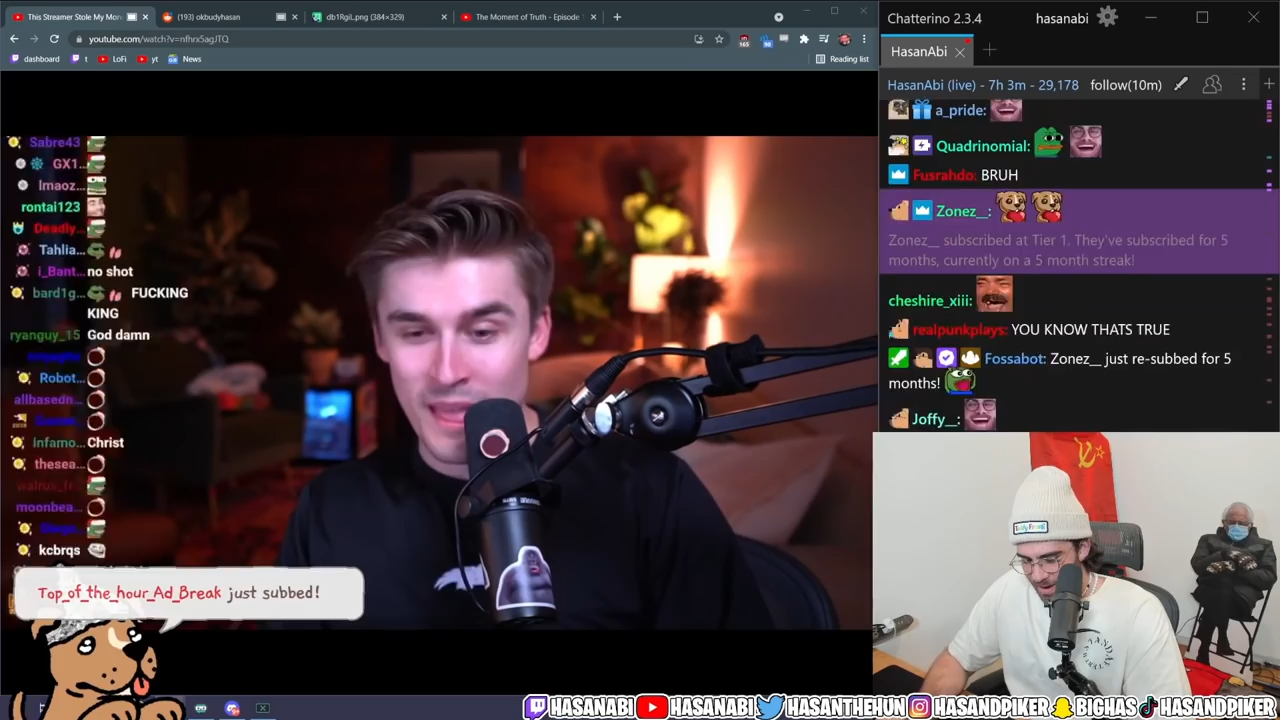 This Streamer Stole My Mon
(193) okbudyhasan
db1RgiL.png (384×329)
The Moment of Truth - Episode
youtube.com/watch?v=nfhrx5agJTQ
dashboard
t
LoFi
yt
News
Reading list
Chatterino 2.3.4
hasanabi
HasanAbi
HasanAbi (live) - 7h 3m - 29,178
follow(10m)
a_pride:
Quadrinomial:
Fusrahdo: BRUH
Zonez__:
Zonez__ subscribed at Tier 1. They've subscribed for 5
months, currently on a 5 month streak!
cheshire_xiii:
realpunkplays: YOU KNOW THATS TRUE
Fossabot: Zonez__ just re-subbed for 5
months!
Joffy__:
Sabre43
GX1...
lmaoz...
rontai123
Deadly...
Tahlia...
i_Bant... no shot
bard1g... FUCKING
KING
ryanguy_15 God damn
Robot...
allbasedn...
Infamo... Christ
thesea...
moonbea...
kcbrqs
Top_of_the_hour_Ad_Break just subbed!
HASANABI
HASANABI
HASANTHEHUN
HASANDPIKER
BIGHAS
HASANDPIKER